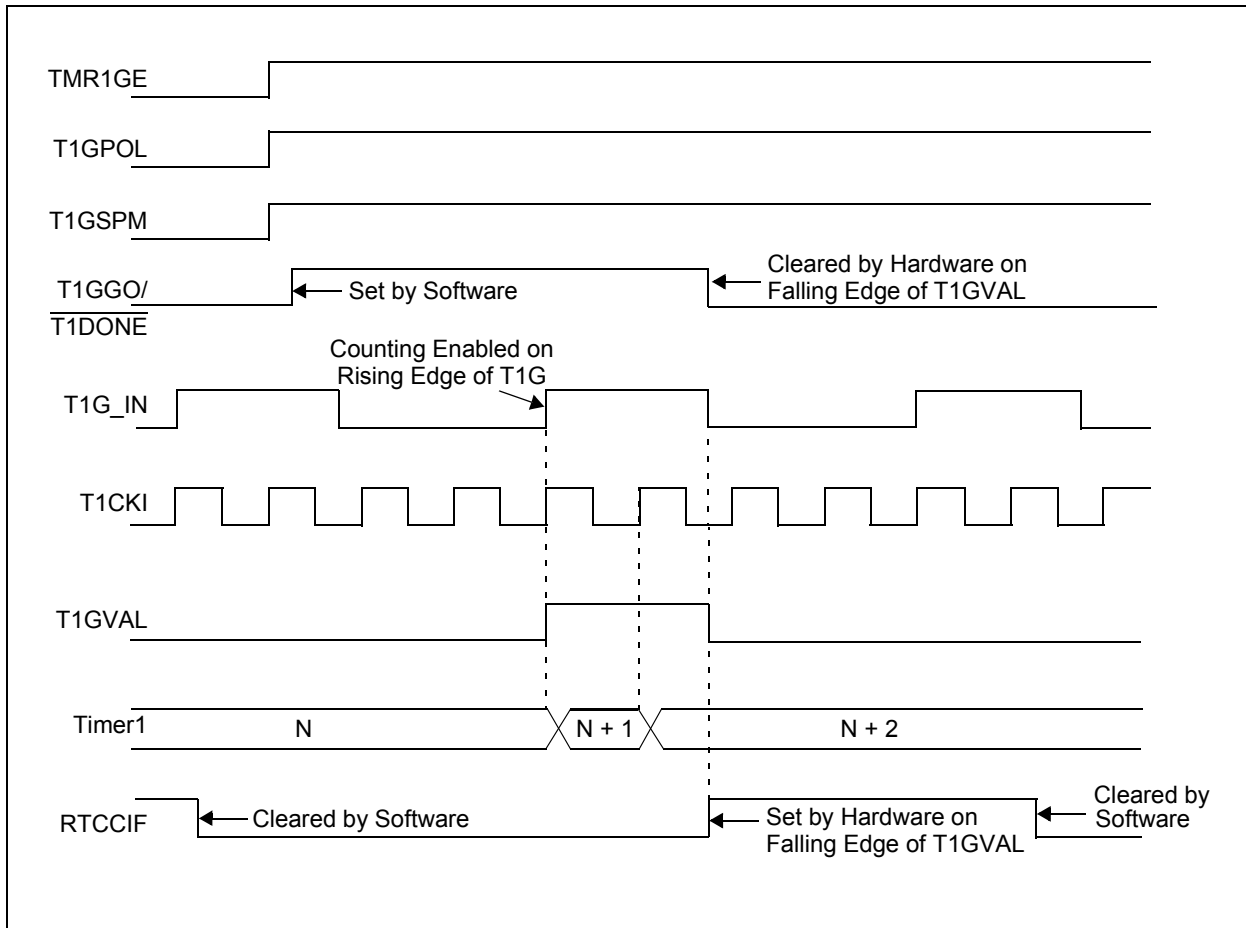 TMR1GE
T1GPOL
T1GSPM
T1GGO/
T1DONE
Set by Software
Cleared by Hardware on
Falling Edge of T1GVAL
Counting Enabled on
Rising Edge of T1G
T1G_IN
T1CKI
T1GVAL
Timer1
N
N + 1
N + 2
RTCCIF
Cleared by Software
Set by Hardware on
Falling Edge of T1GVAL
Cleared by
Software